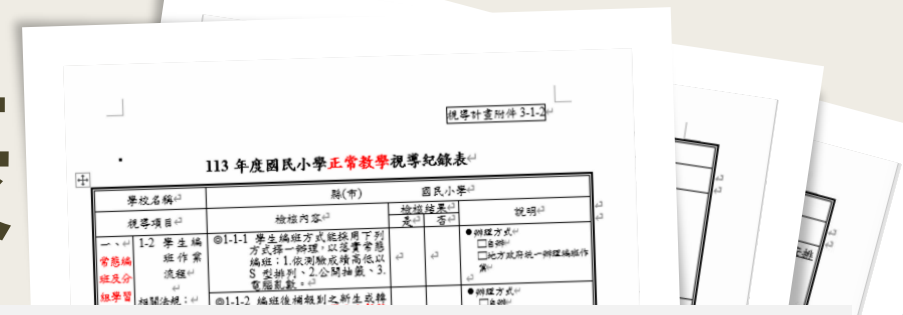 視導計畫附件 3-1-2
113 年度國民小學正常教學視導紀錄表
學校名稱 縣(市) 國民小學
視導項目 檢核內容 檢核結果 說明
是 否
一、 1-2 學生編 ◎1-1-1 學生編班方式能採用下列 ●辦理方式
常態編 班作業 方式擇一辦理，以落實常態 □自辦
班及分 流程 編班：1.依測驗成績高低以 □地方政府統一辦理編班作
組學習 S 型排列、2.公開抽籤、3. 業
相關法規： 電腦亂數。
◎1-1-2 編班後補報到之新生或轉 ●辦理方式
□自辦